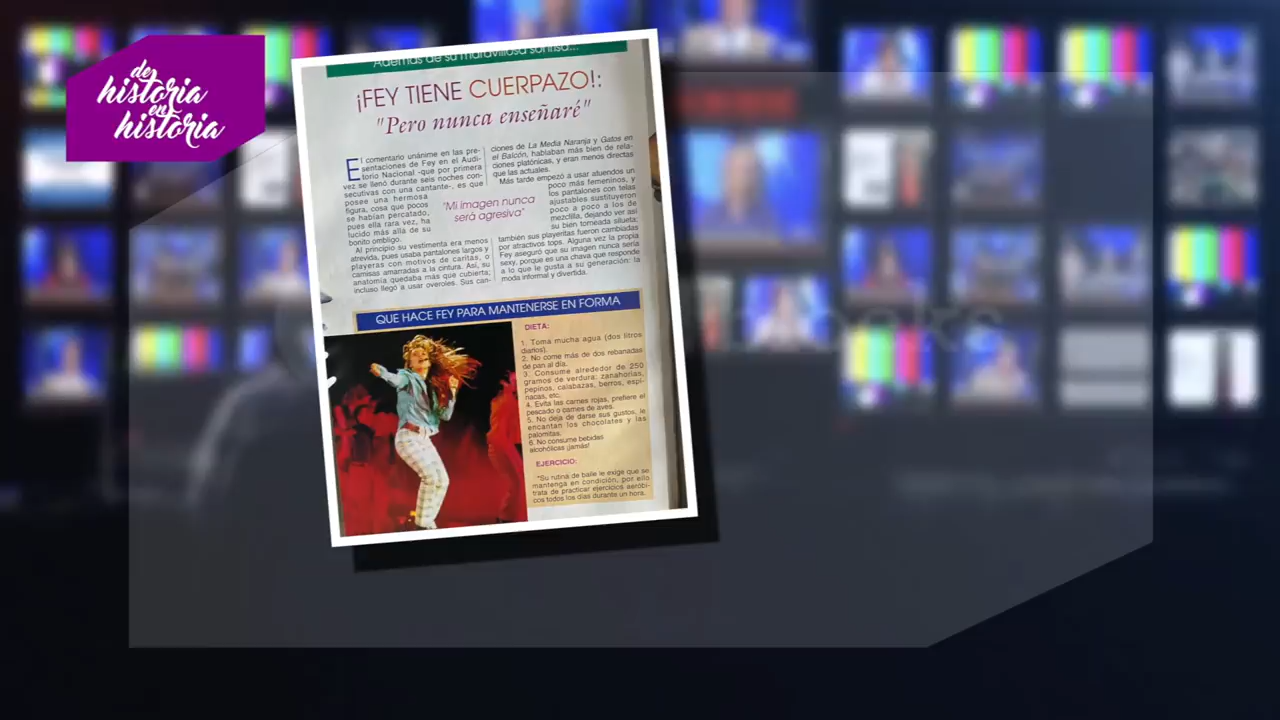 de
historia
en
historia
Además de su maravillosa sonrisa...
¡FEY TIENE CUERPAZO!:
"Pero nunca enseñaré"
El comentario unánime en las pre-
sentaciones de Fey en el Audi-
torio Nacional -que por primera
vez se llenó durante seis noches con-
secutivas con una cantante-, es que
posee una hermosa
figura, cosa que pocos
se habían percatado,
pues ella rara vez, ha
lucido más allá de su
bonito ombligo.
Al principio su vestimenta era menos
atrevida, pues usaba pantalones largos y
playeras con motivos de caritas, o
camisas amarradas a la cintura. Así, su
anatomía quedaba más que cubierta;
incluso llegó a usar overoles. Sus can-
"Mi imagen nunca
será agresiva"
ciones de La Media Naranja y Gatos en
el Balcón, hablaban más bien de rela-
ciones platónicas, y eran menos directas
que las actuales.
Más tarde empezó a usar atuendos un
poco más femeninos, y
los pantalones con telas
ajustables sustituyeron
poco a poco a los de
mezclilla, dejando ver así
su bien torneada silueta;
también sus playeritas fueron cambiadas
por atractivos tops. Alguna vez la propia
Fey aseguró que su imagen nunca sería
sexy, porque es una chava que responde
a lo que le gusta a su generación: la
moda informal y divertida.
QUE HACE FEY PARA MANTENERSE EN FORMA
DIETA:
1. Toma mucha agua (dos litros
diarios).
2. No come más de dos rebanadas
de pan al día.
3. Consume alrededor de 250
gramos de verdura: zanahorias,
pepinos, calabazas, berros, espi-
nacas, etc.
4. Evita las carnes rojas, prefiere el
pescado o carnes de aves.
5. No deja de darse sus gustos, le
encantan los chocolates y las
palomitas.
6. No consume bebidas
alcohólicas ¡jamás!
EJERCICIO:
"Su rutina de baile le exige que se
mantenga en condición, por ello
trata de practicar ejercicios aeróbi-
cos todos los días durante un hora.